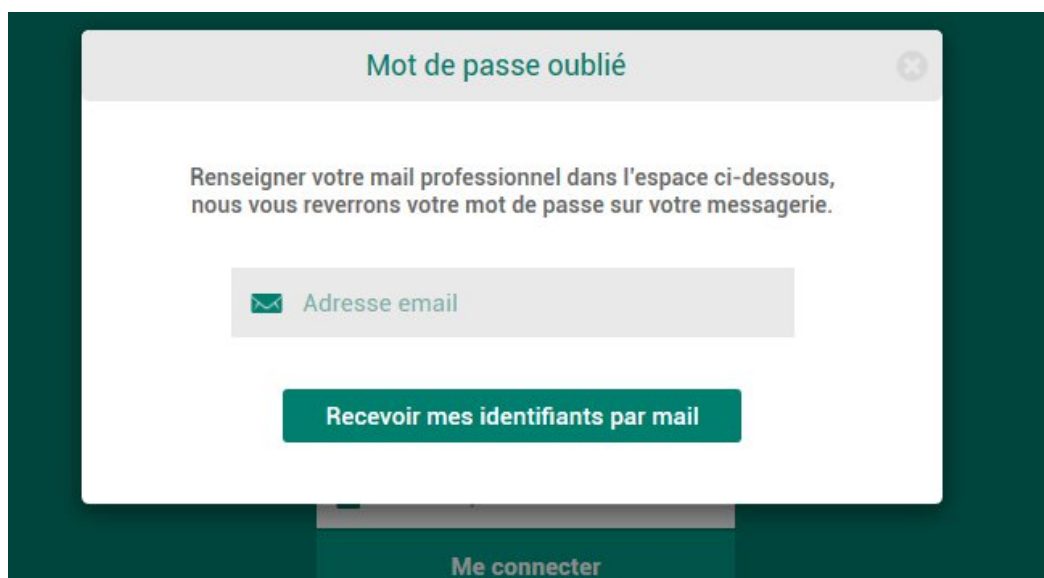 Mot de passe oublié
Renseigner votre mail professionnel dans l'espace ci-dessous,
nous vous reverrons votre mot de passe sur votre messagerie.
Adresse email
Recevoir mes identifiants par mail
Me connecter